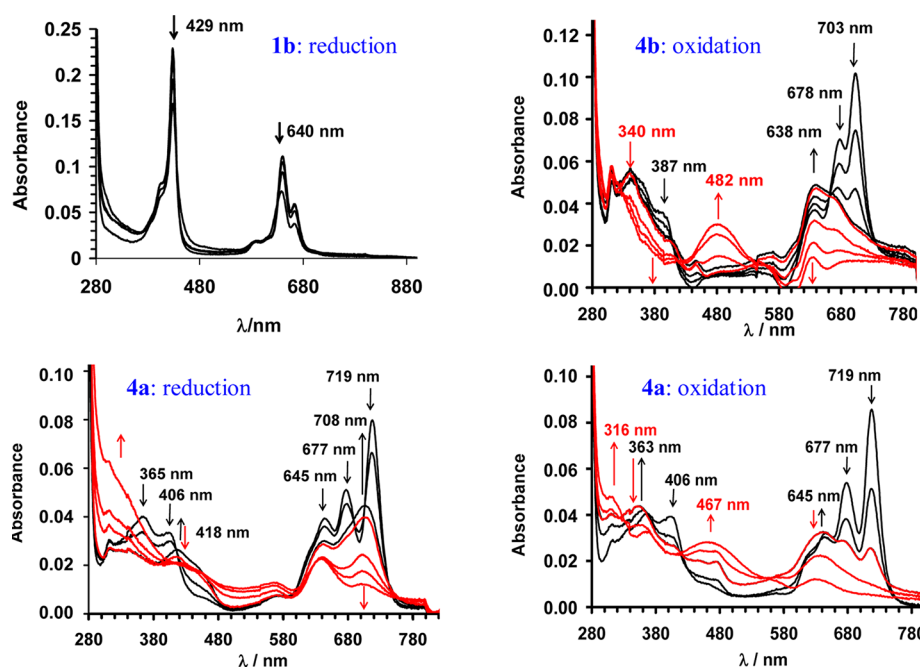 429 nm
1b: reduction
640 nm
Absorbance
0.25
0.2
0.15
0.1
0.05
0
280 480 680 880
λ/nm
703 nm
4b: oxidation
678 nm
638 nm
340 nm
387 nm
482 nm
Absorbance
0.12
0.10
0.08
0.06
0.04
0.02
0.00
280 380 480 580 680 780
λ / nm
4a: reduction
719 nm
708 nm
677 nm
645 nm
365 nm
406 nm
418 nm
Absorbance
0.10
0.08
0.06
0.04
0.02
0.00
280 380 480 580 680 780
λ / nm
4a: oxidation
719 nm
677 nm
645 nm
316 nm
363 nm
406 nm
467 nm
Absorbance
0.10
0.08
0.06
0.04
0.02
0.00
280 380 480 580 680 780
λ / nm